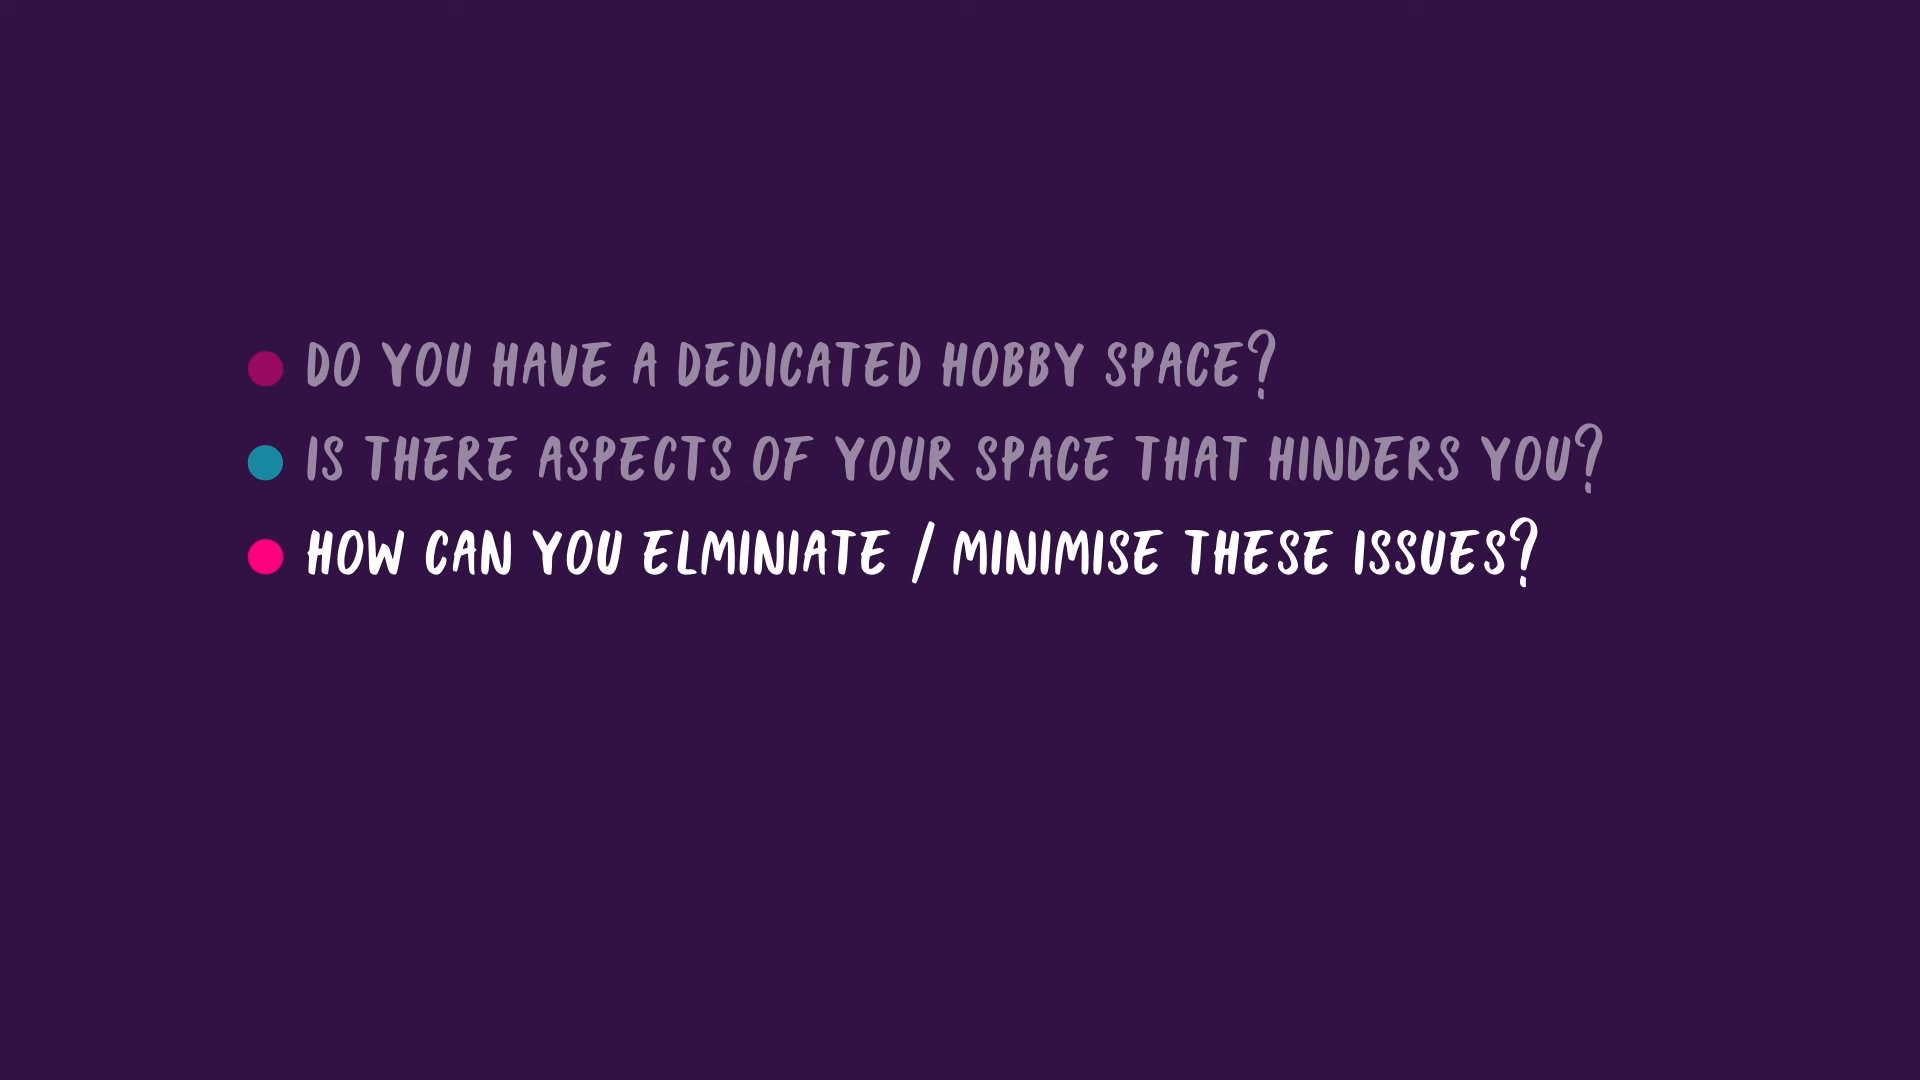 DO YOU HAVE A DEDICATED HOBBY SPACE?
IS THERE ASPECTS OF YOUR SPACE THAT HINDERS YOU?
HOW CAN YOU ELMINIATE / MINIMISE THESE ISSUES?